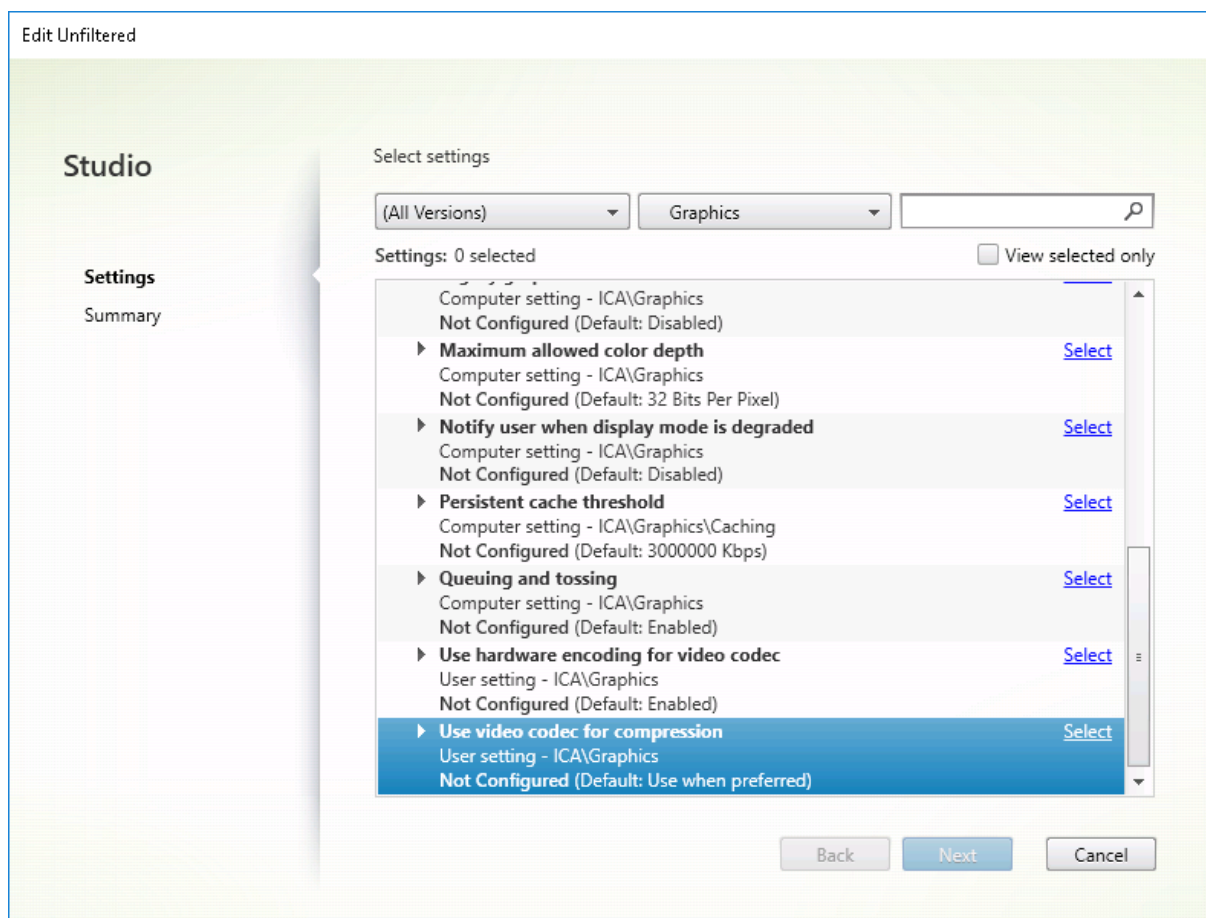 Edit Unfiltered
Studio
Settings
Summary
Select settings
(All Versions)
Graphics
Settings: 0 selected
View selected only
Computer setting - ICA\Graphics
Not Configured (Default: Disabled)
Maximum allowed color depth
Select
Computer setting - ICA\Graphics
Not Configured (Default: 32 Bits Per Pixel)
Notify user when display mode is degraded
Select
Computer setting - ICA\Graphics
Not Configured (Default: Disabled)
Persistent cache threshold
Select
Computer setting - ICA\Graphics\Caching
Not Configured (Default: 3000000 Kbps)
Queuing and tossing
Select
Computer setting - ICA\Graphics
Not Configured (Default: Enabled)
Use hardware encoding for video codec
Select
User setting - ICA\Graphics
Not Configured (Default: Enabled)
Use video codec for compression
Select
User setting - ICA\Graphics
Not Configured (Default: Use when preferred)
Back
Next
Cancel